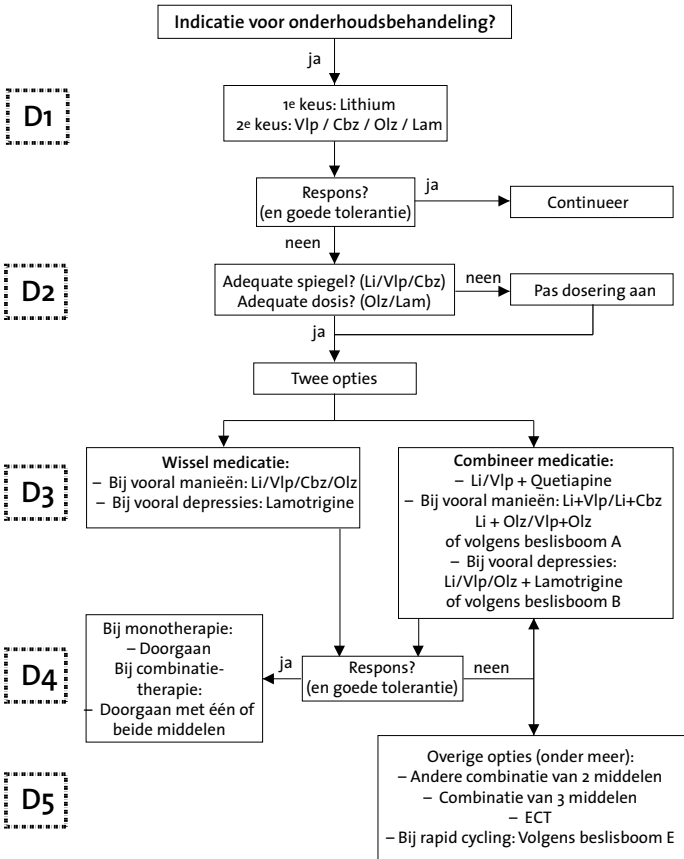 Indicatie voor onderhoudsbehandeling?
ja
D1
1e keus: Lithium
2e keus: Vlp / Cbz / Olz / Lam
Respons?
(en goede tolerantie)
ja
Continueer
neen
D2
Adequate spiegel? (Li/Vlp/Cbz)
Adequate dosis? (Olz/Lam)
neen
Pas dosering aan
ja
Twee opties
D3
Wissel medicatie:
– Bij vooral manieën: Li/Vlp/Cbz/Olz
– Bij vooral depressies: Lamotrigine
Combineer medicatie:
– Li/Vlp + Quetiapine
– Bij vooral manieën: Li+Vlp/Li+Cbz
Li + Olz/Vlp+Olz
of volgens beslisboom A
– Bij vooral depressies:
Li/Vlp/Olz + Lamotrigine
of volgens beslisboom B
D4
Bij monotherapie:
– Doorgaan
Bij combinatie-
therapie:
– Doorgaan met één of
beide middelen
ja
Respons?
(en goede tolerantie)
neen
D5
Overige opties (onder meer):
– Andere combinatie van 2 middelen
– Combinatie van 3 middelen
– ECT
– Bij rapid cycling: Volgens beslisboom E